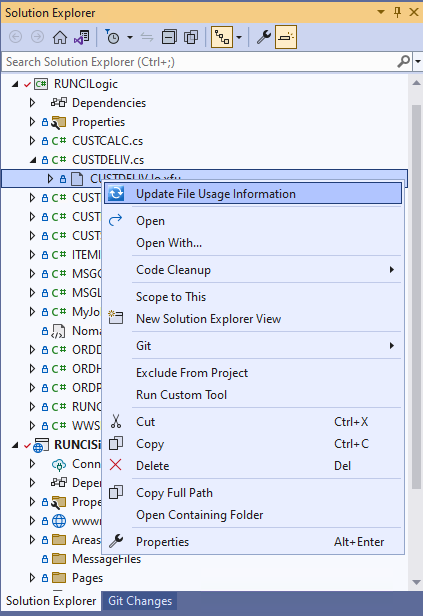 Solution Explorer
Search Solution Explorer (Ctrl+;)
RUNCILogic
Dependencies
Properties
CUSTCALC.cs
CUSTDELIV.cs
CUSTDELIV.lo.xfu
Update File Usage Information
CUST
Open
CUST
Open With...
CUST
ITEMI
Code Cleanup
MSGC
Scope to This
MSGL
New Solution Explorer View
MyJo
Noma
Git
ORDD
ORDH
Exclude From Project
ORDP
Run Custom Tool
RUNC
Cut Ctrl+X
WWS
Copy Ctrl+C
RUNCISi
Delete Del
Conn
Depe
Copy Full Path
Prope
Open Containing Folder
wwwr
Properties Alt+Enter
Areas
MessageFiles
Pages
Solution Explorer Git Changes